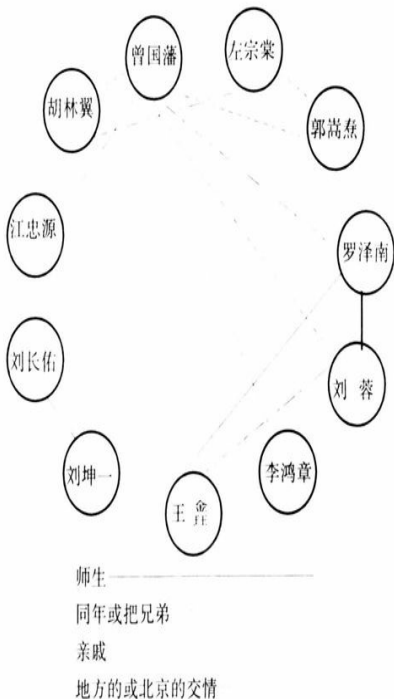 曾国藩
左宗棠
胡林翼
郭嵩焘
江忠源
罗泽南
刘长佑
刘 蓉
刘坤一
李鸿章
王 鑫
师生
同年或把兄弟
亲戚
地方的或北京的交情